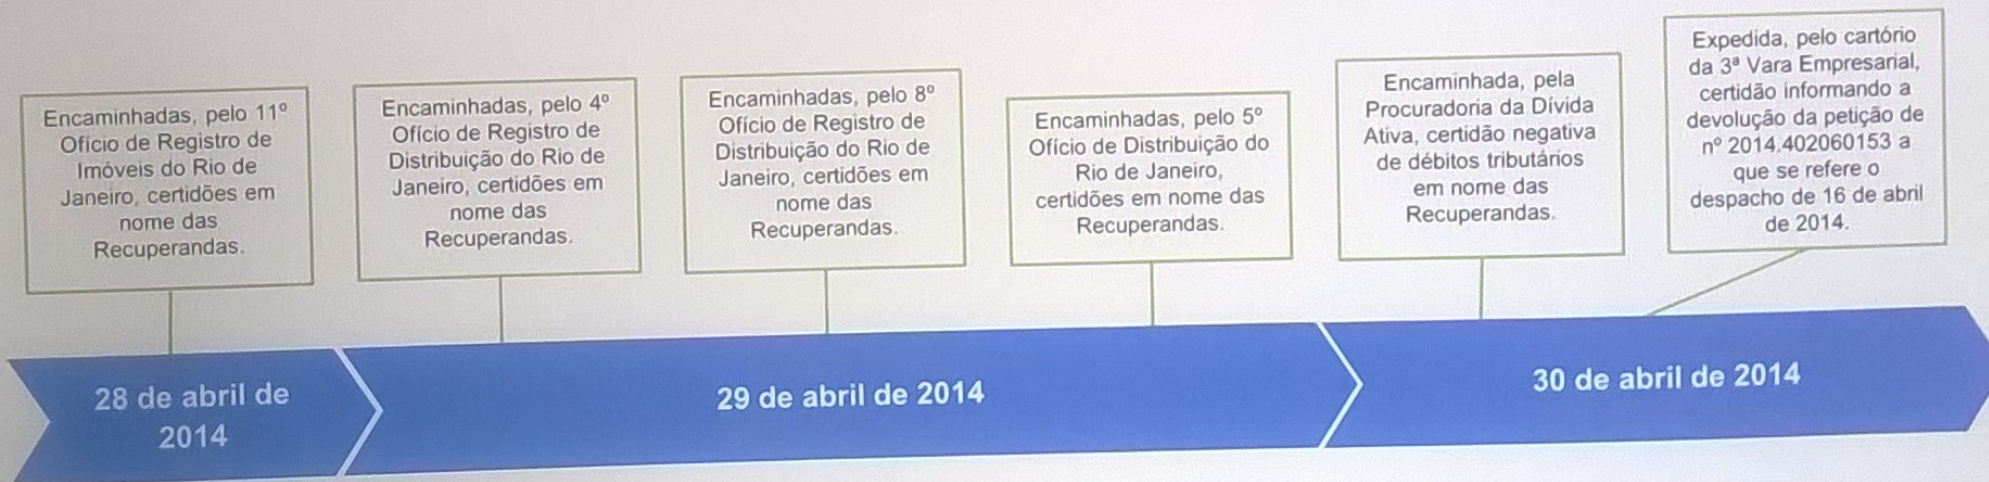 Encaminhadas, pelo 11º
Ofício de Registro de
Imóveis do Rio de
Janeiro, certidões em
nome das
Recuperandas.
Encaminhadas, pelo 4º
Ofício de Registro de
Distribuição do Rio de
Janeiro, certidões em
nome das
Recuperandas.
Encaminhadas, pelo 8º
Ofício de Registro de
Distribuição do Rio de
Janeiro, certidões em
nome das
Recuperandas.
Encaminhadas, pelo 5º
Ofício de Distribuição do
Rio de Janeiro,
certidões em nome das
Recuperandas.
Encaminhada, pela
Procuradoria da Dívida
Ativa, certidão negativa
de débitos tributários
em nome das
Recuperandas.
Expedida, pelo cartório
da 3ª Vara Empresarial,
certidão informando a
devolução da petição de
nº 2014.402060153 a
que se refere o
despacho de 16 de abril
de 2014.
28 de abril de
2014
29 de abril de 2014
30 de abril de 2014